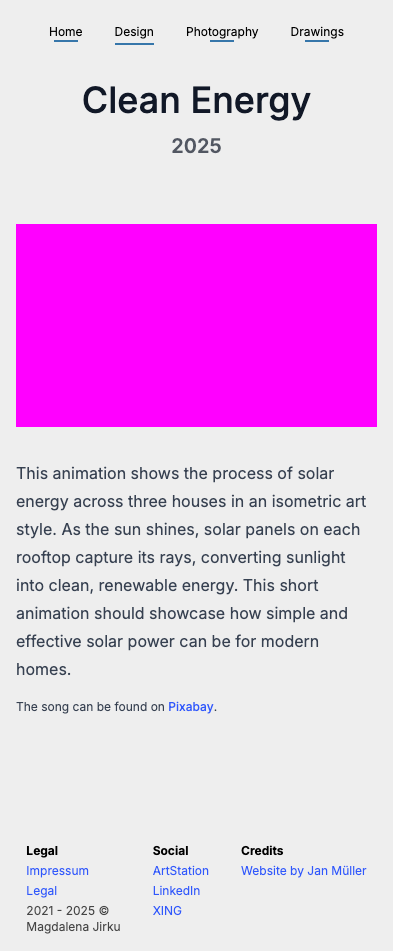 Home Design Photography Drawings
Clean Energy
2025
This animation shows the process of solar
energy across three houses in an isometric art
style. As the sun shines, solar panels on each
rooftop capture its rays, converting sunlight
into clean, renewable energy. This short
animation should showcase how simple and
effective solar power can be for modern
homes.
The song can be found on Pixabay.
Legal
Impressum
Legal
2021 - 2025 ©
Magdalena Jirku
Social
ArtStation
LinkedIn
XING
Credits
Website by Jan Müller